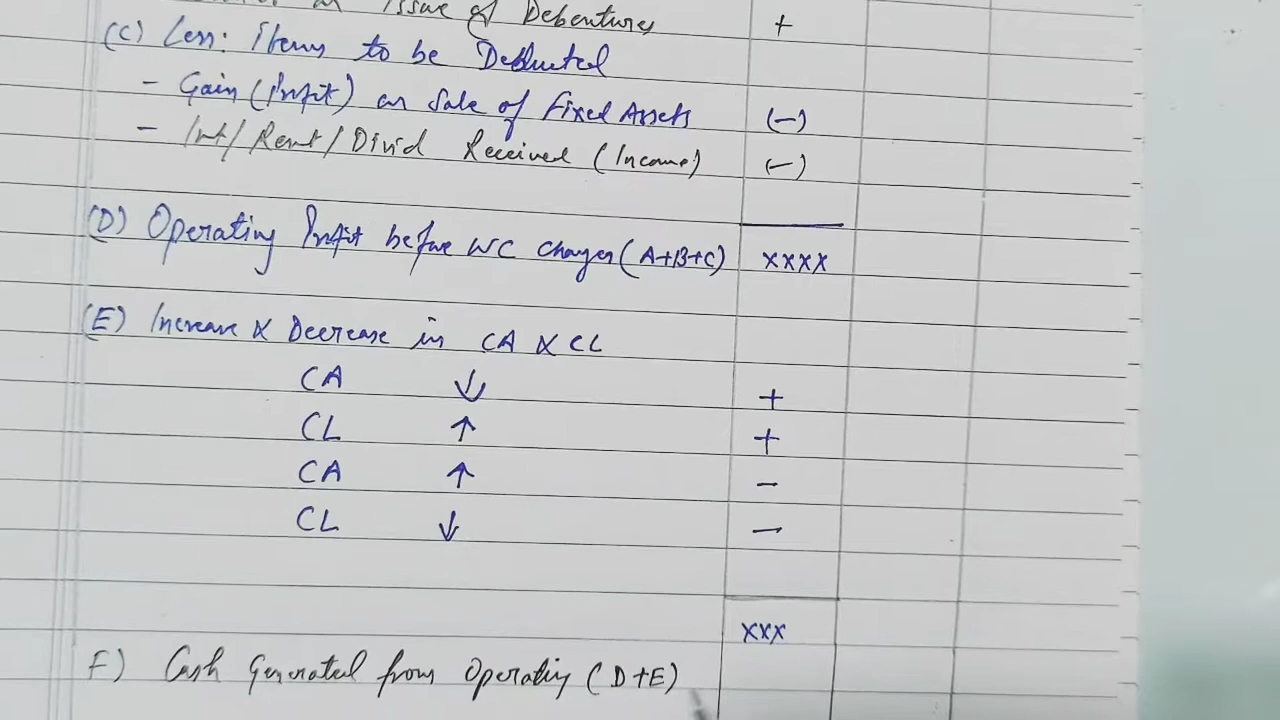 Issue of Debentures +
(C) Less: Items to be Deducted
- Gain (Profit) on Sale of Fixed Assets (-)
- Int/Rent/Divid Received (Income) (-)
(D) Operating Profit before WC Changes (A+B+C) xxxx
(E) Increase & Decrease in CA & CL
CA ↓ +
CL ↑ +
CA ↑ -
CL ↓ -
xxx
F) Cash Generated from Operating (D+E)